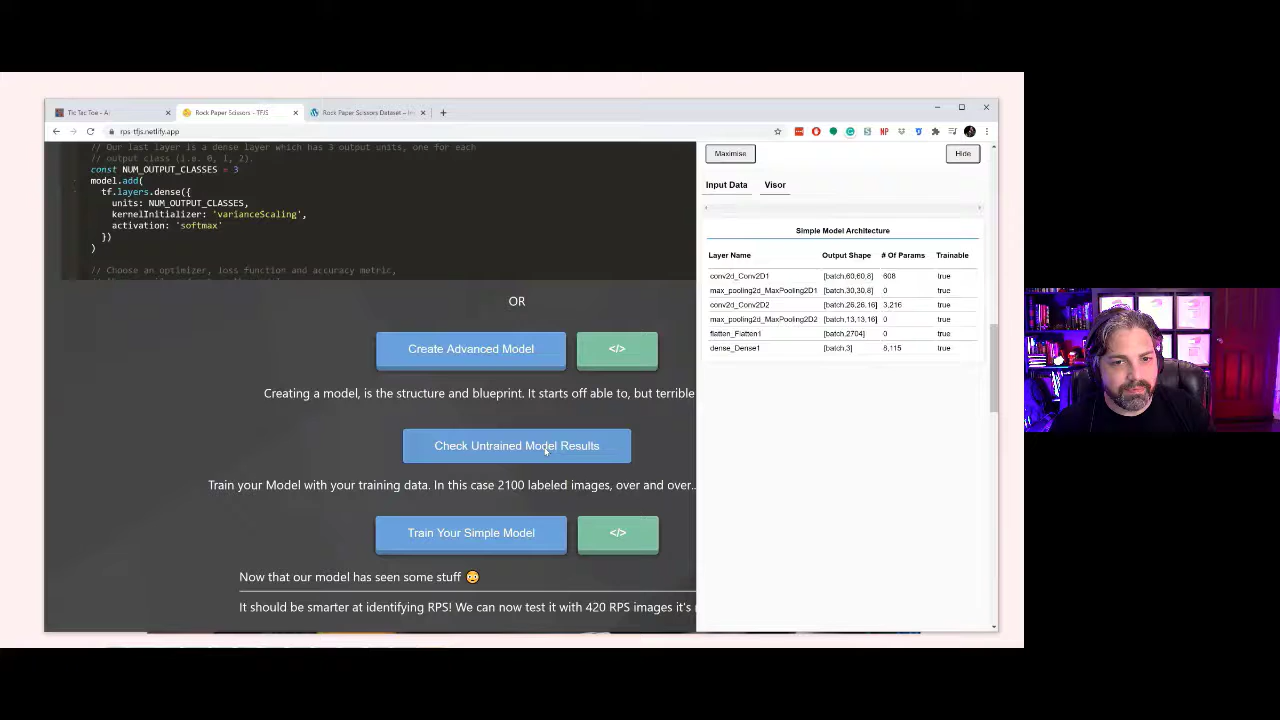 Tic Tac Toe - A
Rock Paper Scissors - TFJS
Rock Paper Scissors Dataset
rps-tfjs.netlify.app
// Our last layer is a dense layer which has 3 output units, one for each
// output class (i.e. 0, 1, 2).
const NUM_OUTPUT_CLASSES = 3
model.add(
tf.layers.dense({
units: NUM_OUTPUT_CLASSES,
kernelInitializer: 'varianceScaling',
activation: 'softmax'
})
)
// Choose an optimizer, loss function and accuracy metric,
OR
Create Advanced Model </>
Creating a model, is the structure and blueprint. It starts off able to, but terrible
Check Untrained Model Results
Train your Model with your training data. In this case 2100 labeled images, over and over..
Train Your Simple Model </>
Now that our model has seen some stuff 😳
It should be smarter at identifying RPS! We can now test it with 420 RPS images it's
Maximise Hide
Input Data Visor
Simple Model Architecture
Layer Name Output Shape # Of Params Trainable
conv2d_Conv2D1 [batch,60,60,8] 608 true
max_pooling2d_MaxPooling2D1 [batch,30,30,8] 0 true
conv2d_Conv2D2 [batch,26,26,16] 3,216 true
max_pooling2d_MaxPooling2D2 [batch,13,13,16] 0 true
flatten_Flatten1 [batch,2704] 0 true
dense_Dense1 [batch,3] 8,115 true